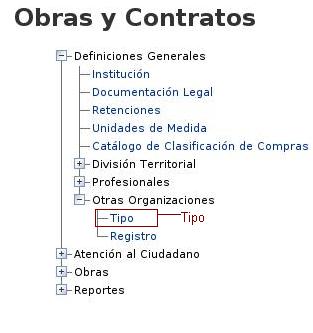 Obras y Contratos
Definiciones Generales
Institución
Documentación Legal
Retenciones
Unidades de Medida
Catálogo de Clasificación de Compras
División Territorial
Profesionales
Otras Organizaciones
Tipo Tipo
Registro
Atención al Ciudadano
Obras
Reportes